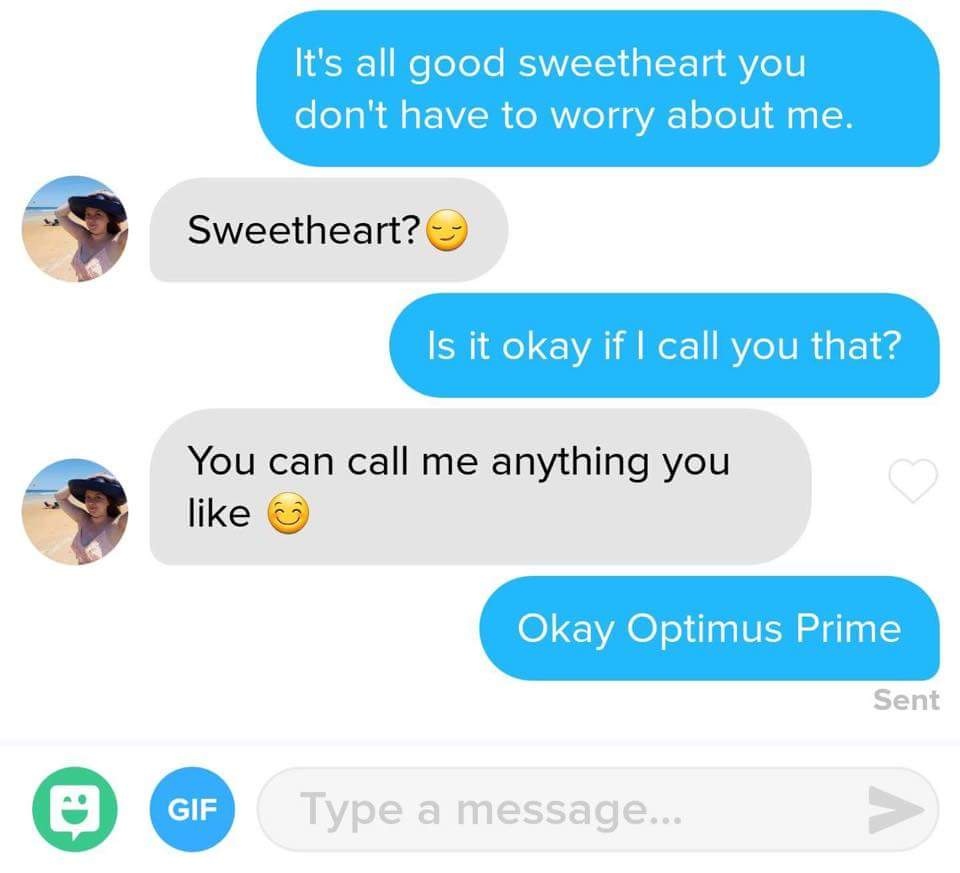 It's all good sweetheart you
don't have to worry about me.
Sweetheart?😏
Is it okay if I call you that?
You can call me anything you
like 😊
Okay Optimus Prime
Sent
GIF
Type a message...